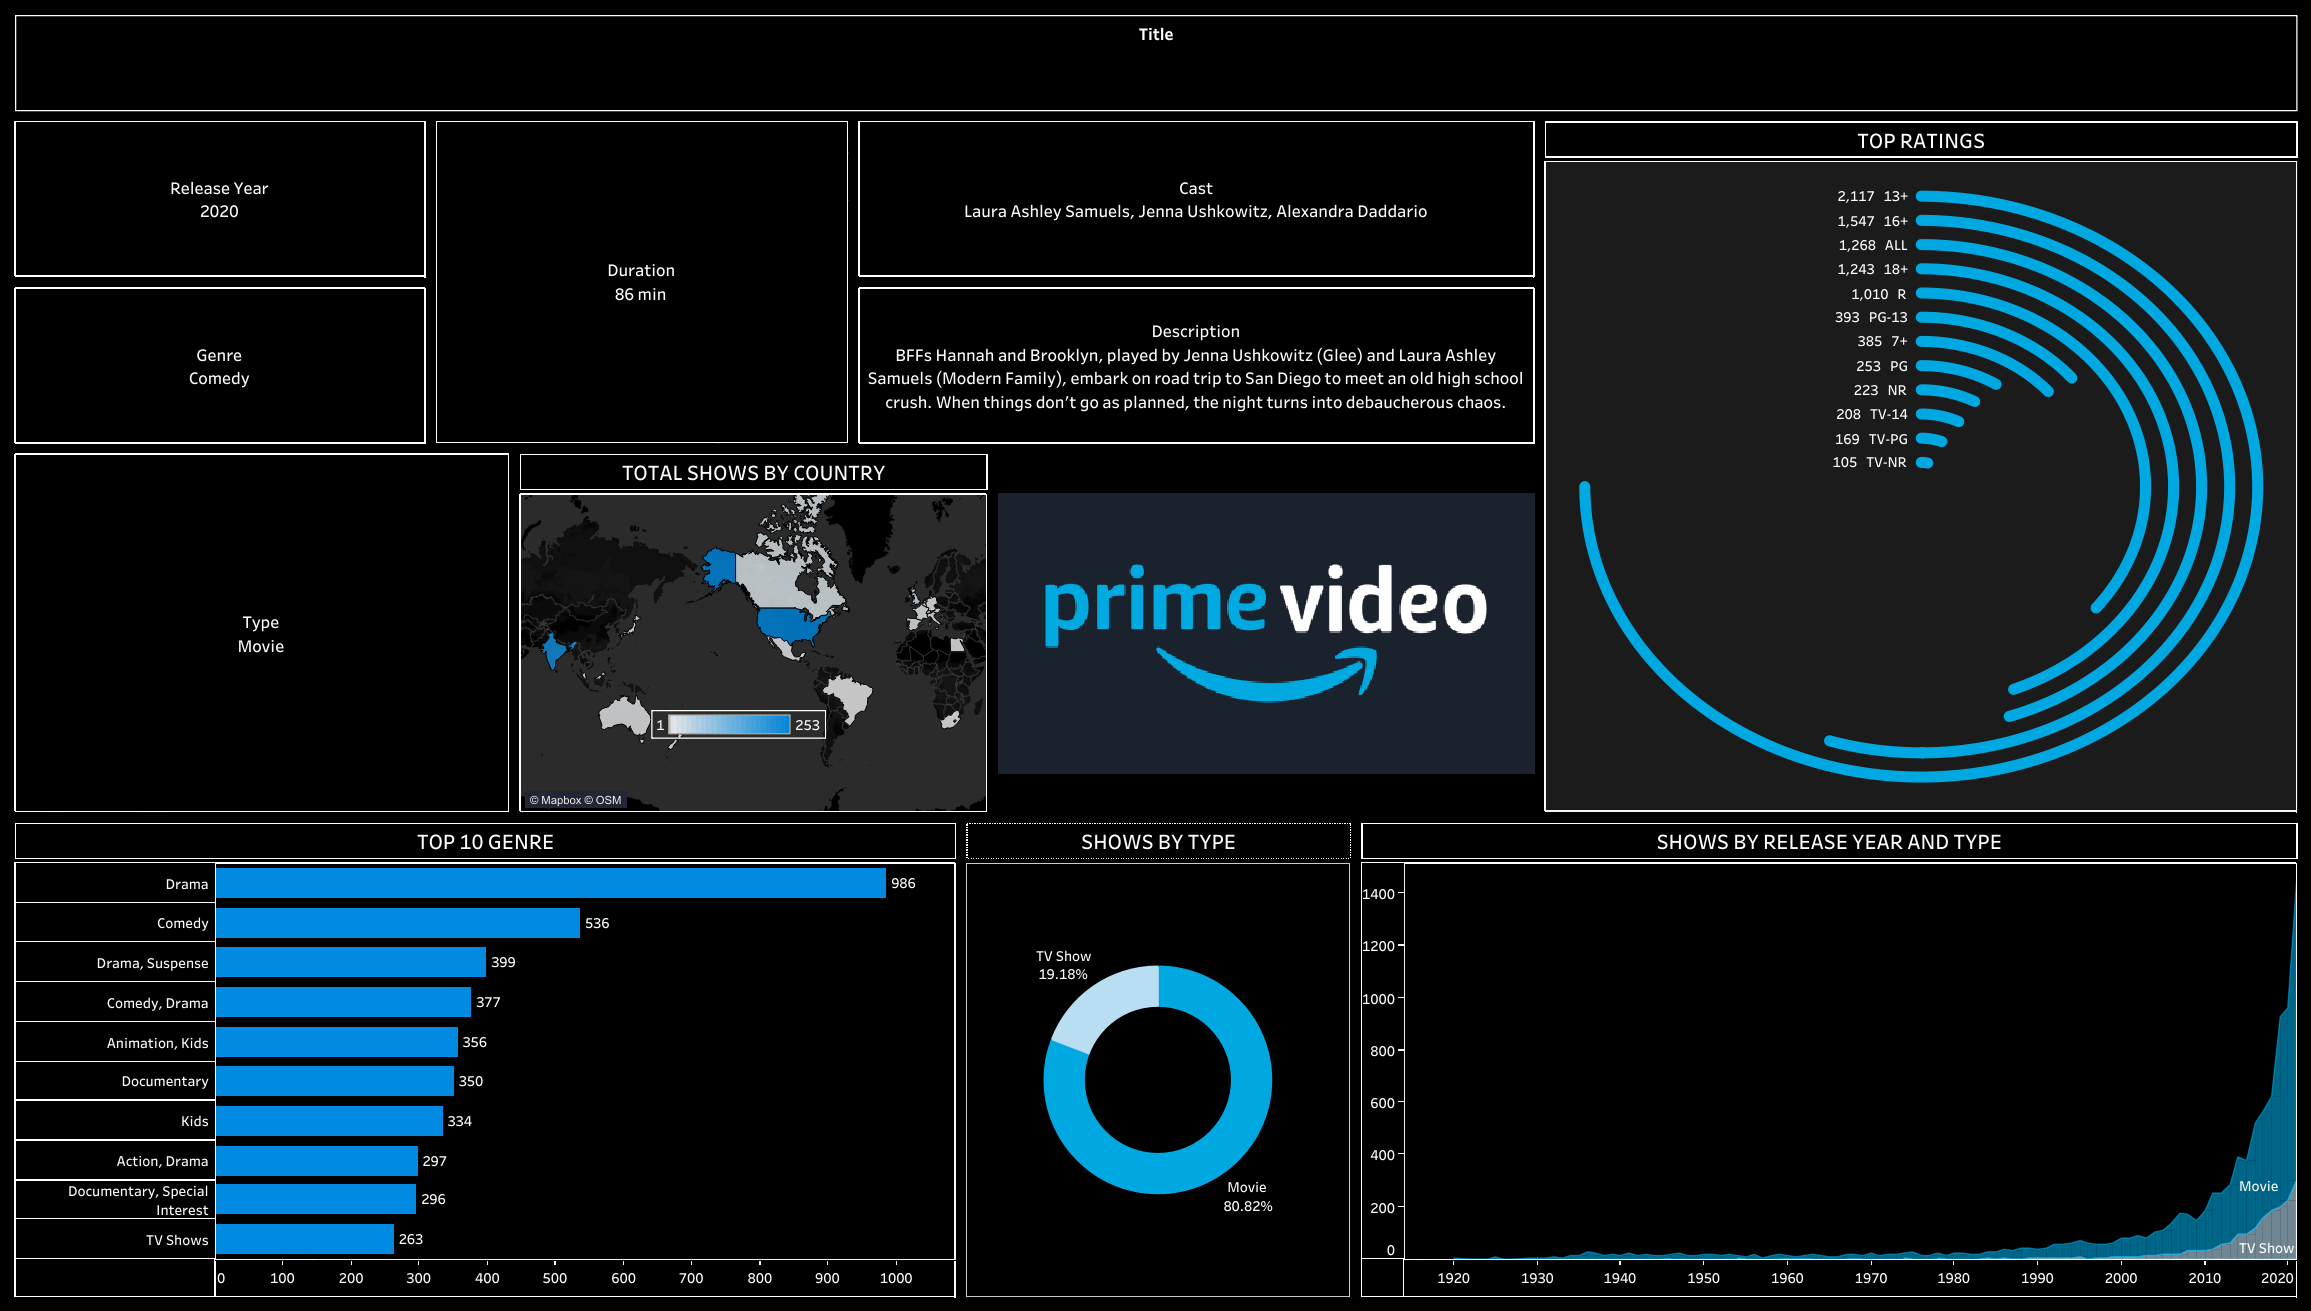 Title
Release Year
2020
Genre
Comedy
Duration
86 min
Cast
Laura Ashley Samuels, Jenna Ushkowitz, Alexandra Daddario
Description
BFFs Hannah and Brooklyn, played by Jenna Ushkowitz (Glee) and Laura Ashley
Samuels (Modern Family), embark on road trip to San Diego to meet an old high school
crush. When things don’t go as planned, the night turns into debaucherous chaos.
TOP RATINGS
2,117 13+
1,547 16+
1,268 ALL
1,243 18+
1,010 R
393 PG-13
385 7+
253 PG
223 NR
208 TV-14
169 TV-PG
105 TV-NR
Type
Movie
TOTAL SHOWS BY COUNTRY
1 253
© Mapbox © OSM
prime video
TOP 10 GENRE
Drama 986
Comedy 536
Drama, Suspense 399
Comedy, Drama 377
Animation, Kids 356
Documentary 350
Kids 334
Action, Drama 297
Documentary, Special
Interest 296
TV Shows 263
0 100 200 300 400 500 600 700 800 900 1000
SHOWS BY TYPE
TV Show
19.18%
Movie
80.82%
SHOWS BY RELEASE YEAR AND TYPE
1400
1200
1000
800
600
400
200
0
Movie
TV Show
1920 1930 1940 1950 1960 1970 1980 1990 2000 2010 2020